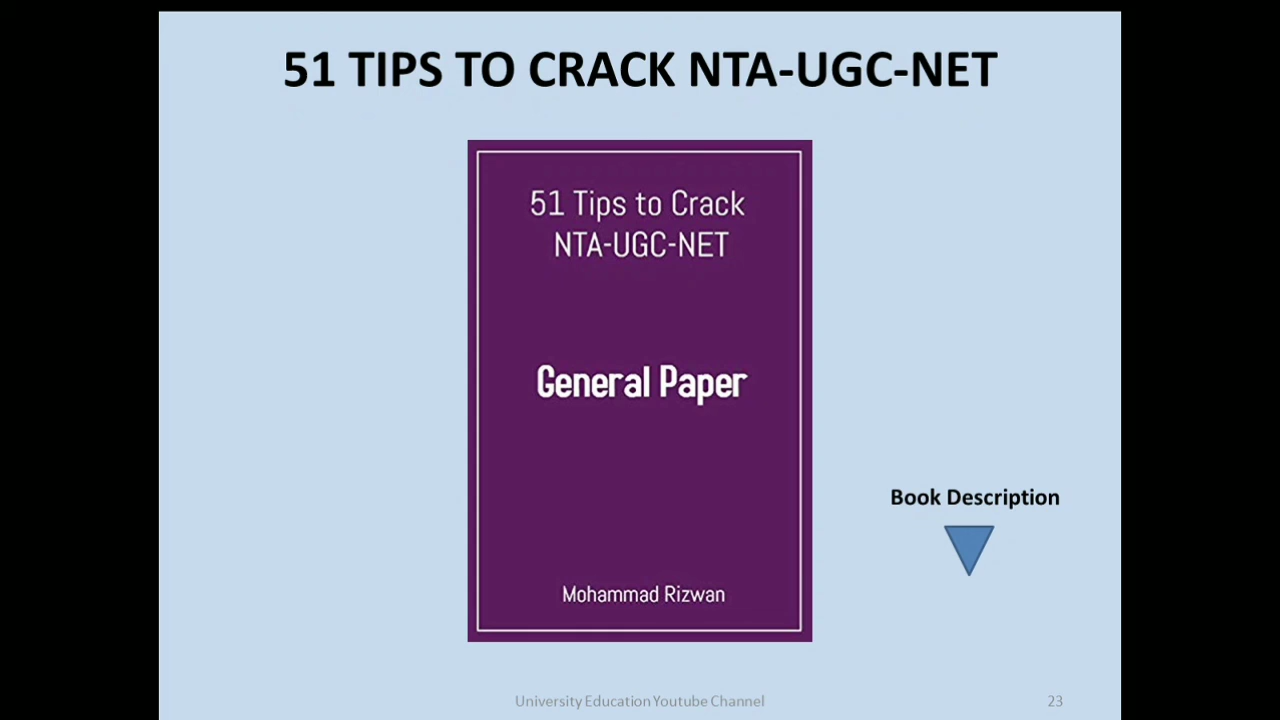 51 TIPS TO CRACK NTA-UGC-NET
51 Tips to Crack
NTA-UGC-NET
General Paper
Mohammad Rizwan
Book Description
University Education Youtube Channel
23